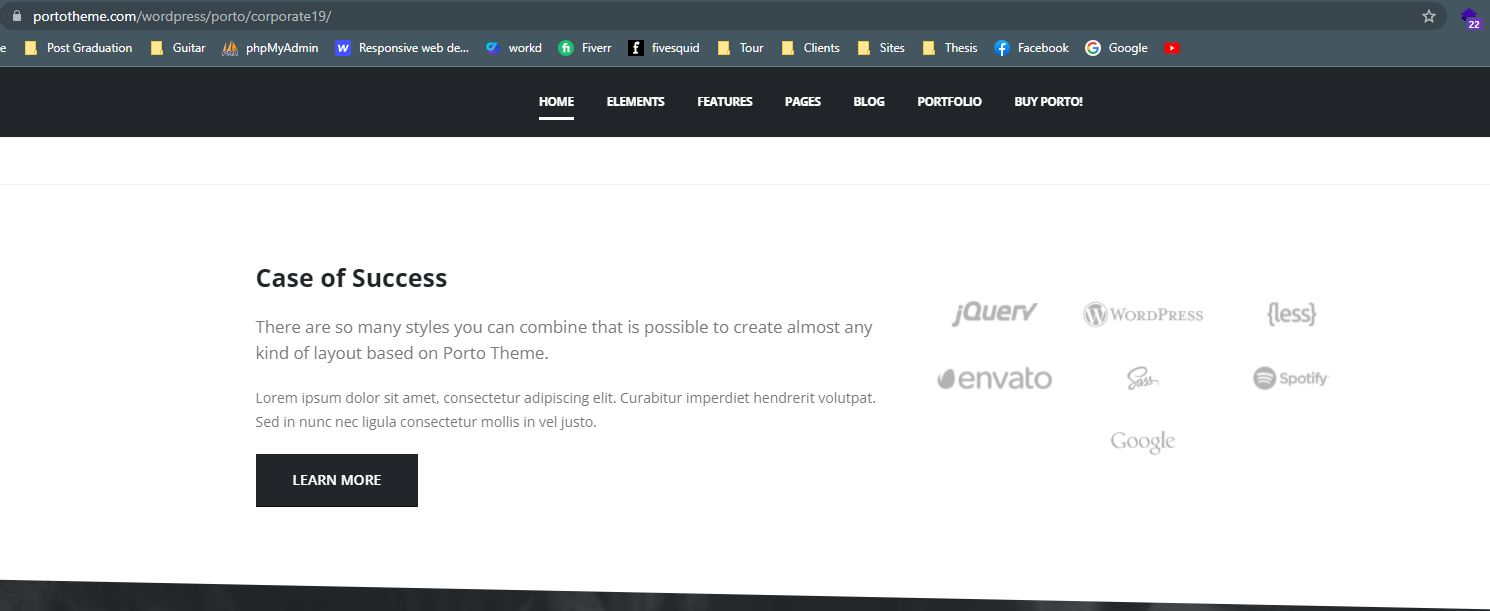 portotheme.com/wordpress/porto/corporate19/
22
e Post Graduation Guitar phpMyAdmin Responsive web de... workd Fiverr fivesquid Tour Clients Sites Thesis Facebook Google
HOME ELEMENTS FEATURES PAGES BLOG PORTFOLIO BUY PORTO!
Case of Success
There are so many styles you can combine that is possible to create almost any
kind of layout based on Porto Theme.
Lorem ipsum dolor sit amet, consectetur adipiscing elit. Curabitur imperdiet hendrerit volutpat.
Sed in nunc nec ligula consectetur mollis in vel justo.
LEARN MORE
jQuery WORDPRESS {less}
envato Sass Spotify
Google